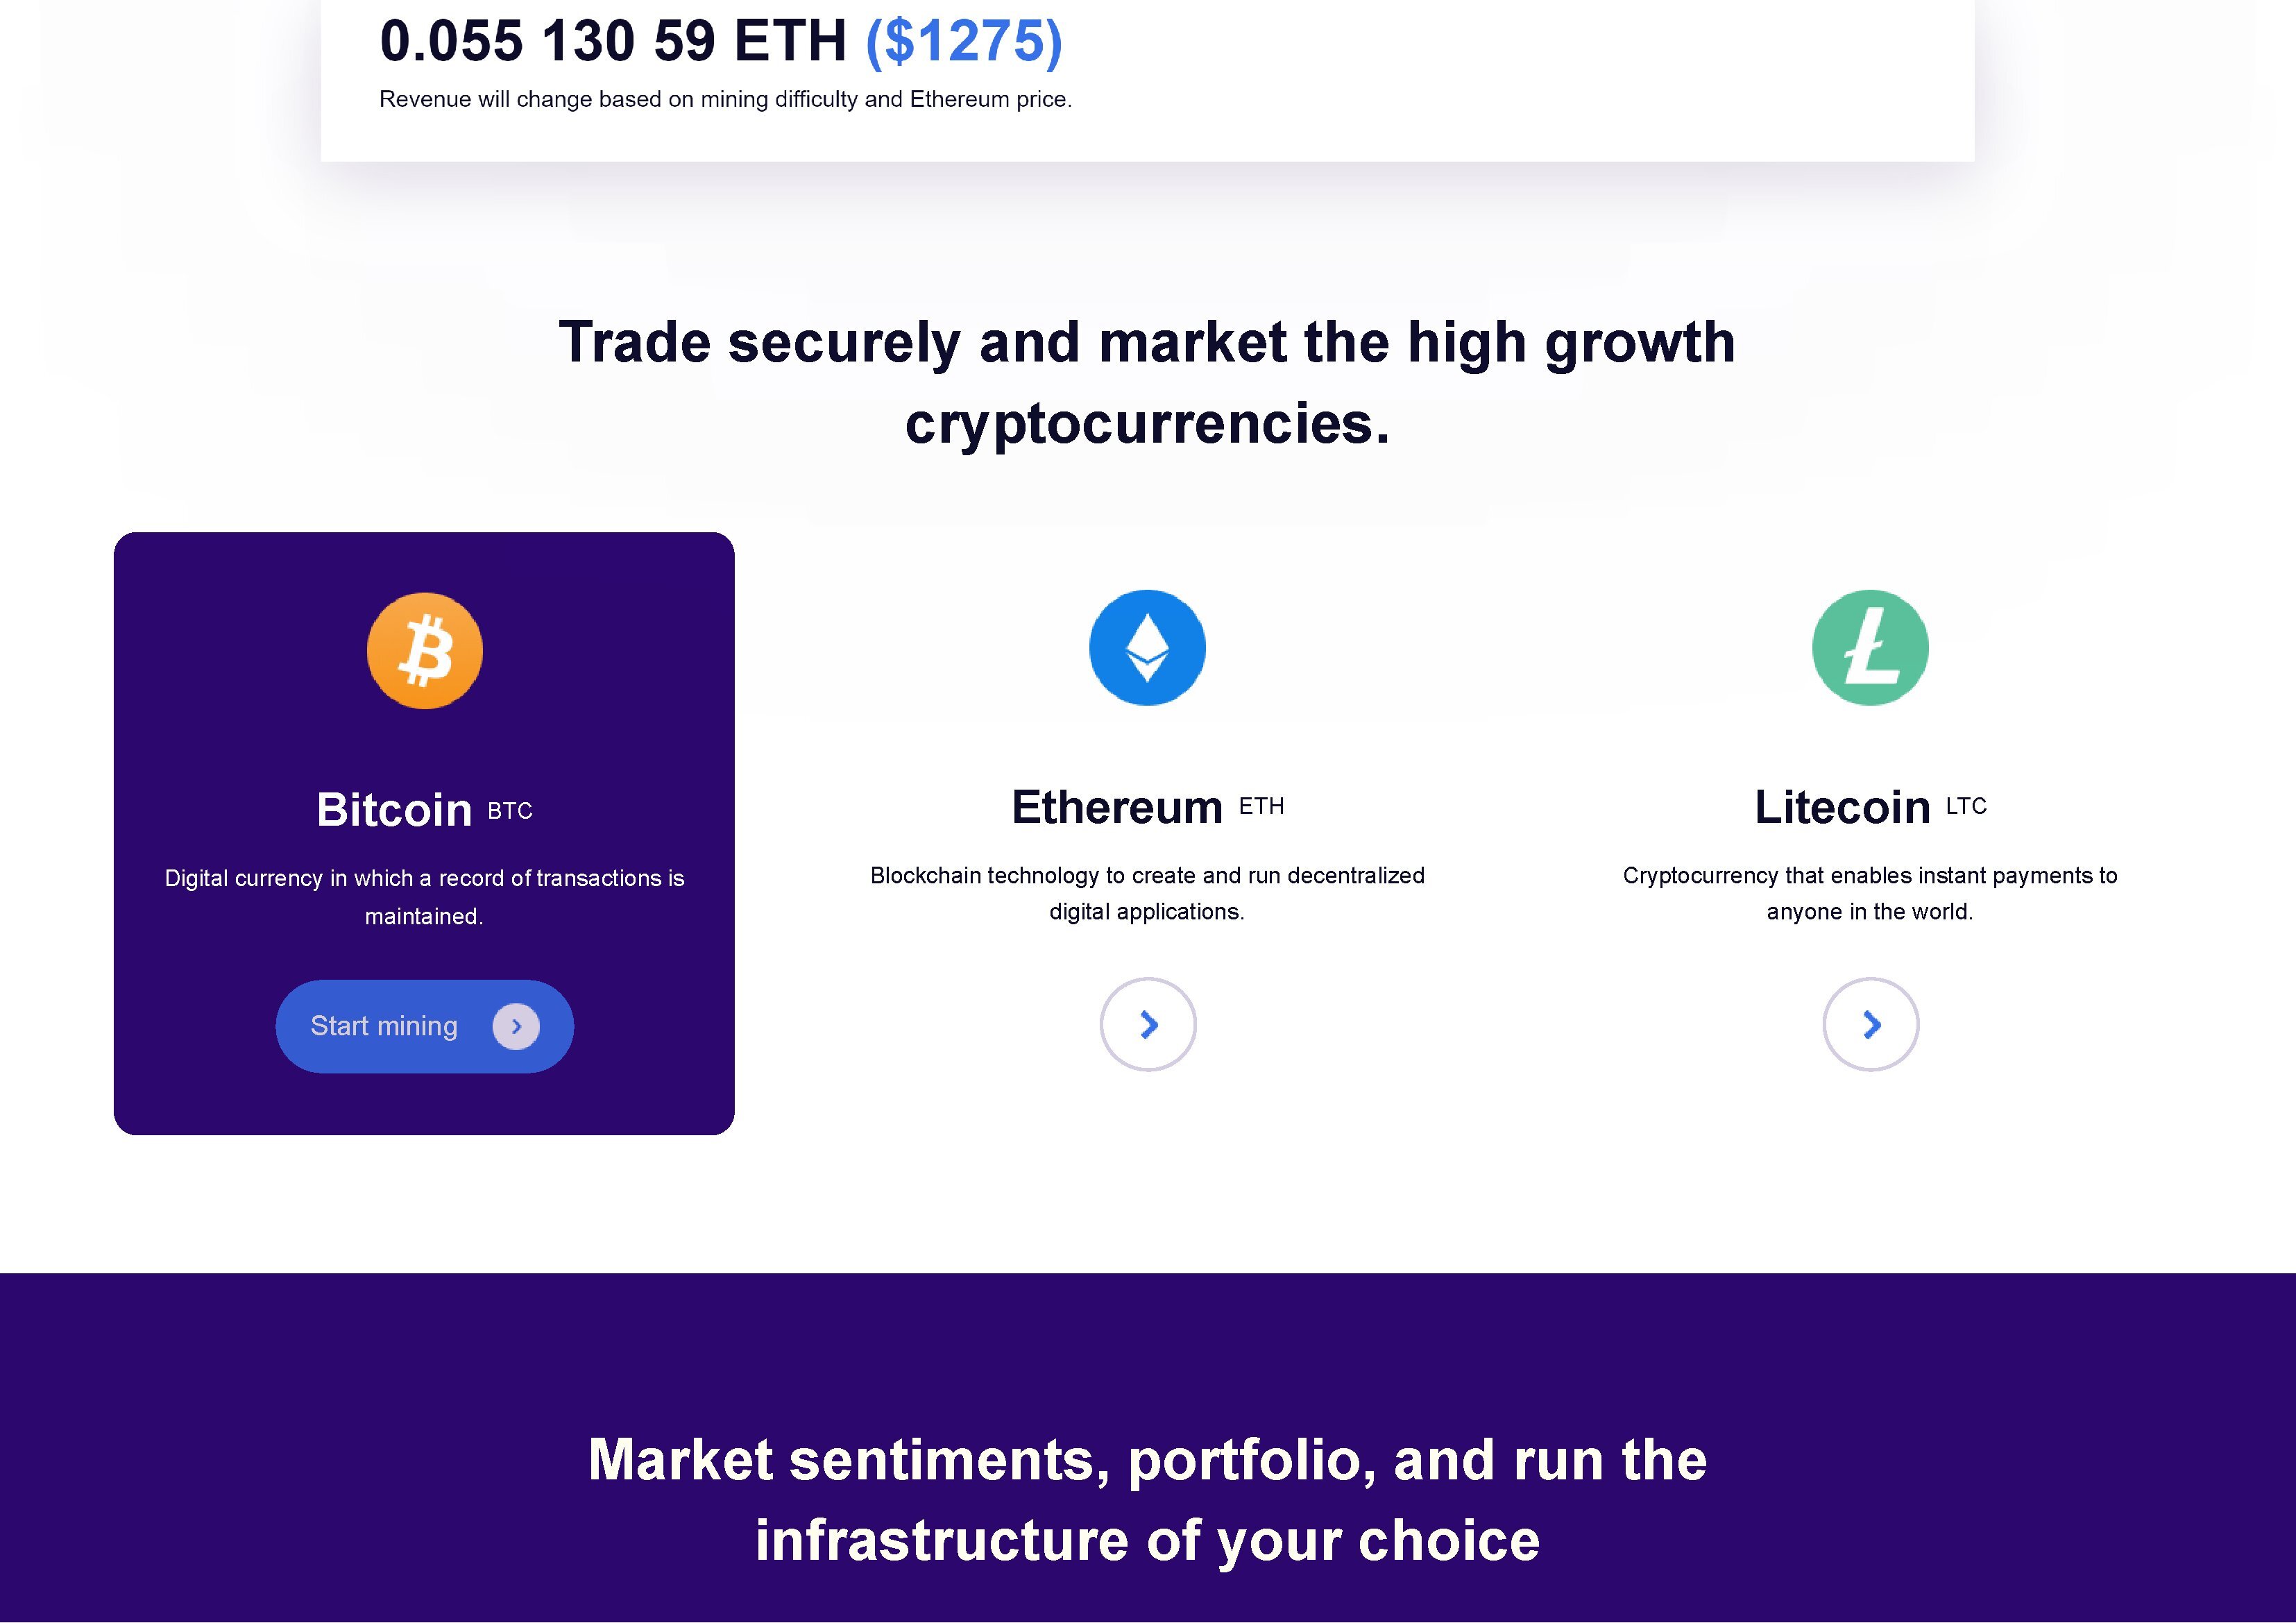 0.055 130 59 ETH ($1275)
Revenue will change based on mining difficulty and Ethereum price.
Trade securely and market the high growth
cryptocurrencies.
Bitcoin BTC
Digital currency in which a record of transactions is
maintained.
Start mining
Ethereum ETH
Blockchain technology to create and run decentralized
digital applications.
Litecoin LTC
Cryptocurrency that enables instant payments to
anyone in the world.
Market sentiments, portfolio, and run the
infrastructure of your choice